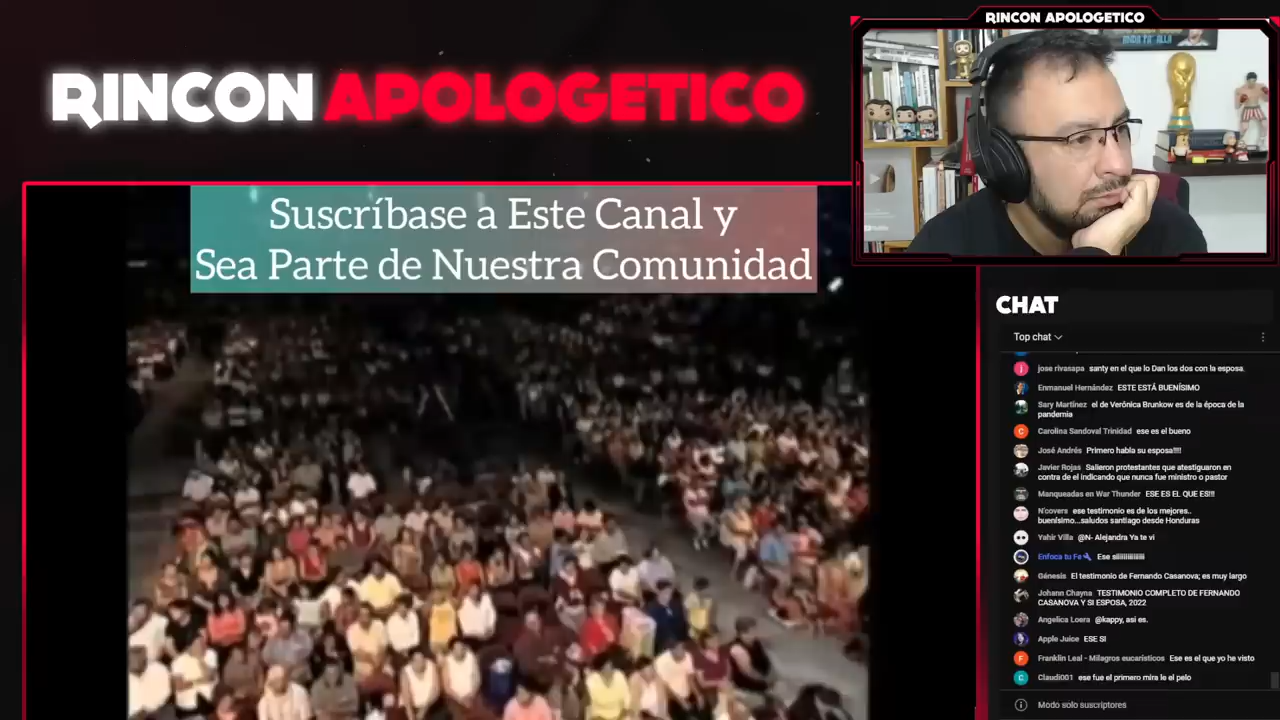 RINCON APOLOGETICO
RINCON APOLOGETICO
Suscríbase a Este Canal y
Sea Parte de Nuestra Comunidad
CHAT
Top chat
jose rivasapa santy en el que lo Dan los dos con la esposa.
Enmanuel Hernández ESTE ESTÁ BUENÍSIMO
Sary Martínez el de Verónica Brunkow es de la época de la
pandemia
Carolina Sandoval Trinidad ese es el bueno
José Andrés Primero habla su esposa!!!!
Javier Rojas Salieron protestantes que atestiguaron en
contra de el indicando que nunca fue ministro o pastor
Manqueadas en War Thunder ESE ES EL QUE ES!!!
N'covers ese testimonio es de los mejores..
buenísimo...saludos santiago desde Honduras
Yahir Villa @N- Alejandra Ya te vi
Enfoca tu Fe Ese siiiiiiiiiiiiii
Génesis El testimonio de Fernando Casanova; es muy largo
Johann Chayna TESTIMONIO COMPLETO DE FERNANDO
CASANOVA Y SI ESPOSA, 2022
Angelica Loera @kappy, asi es.
Apple Juice ESE SI
Franklin Leal - Milagros eucarísticos Ese es el que yo he visto
Claudi001 ese fue el primero mira le el pelo
Modo solo suscriptores